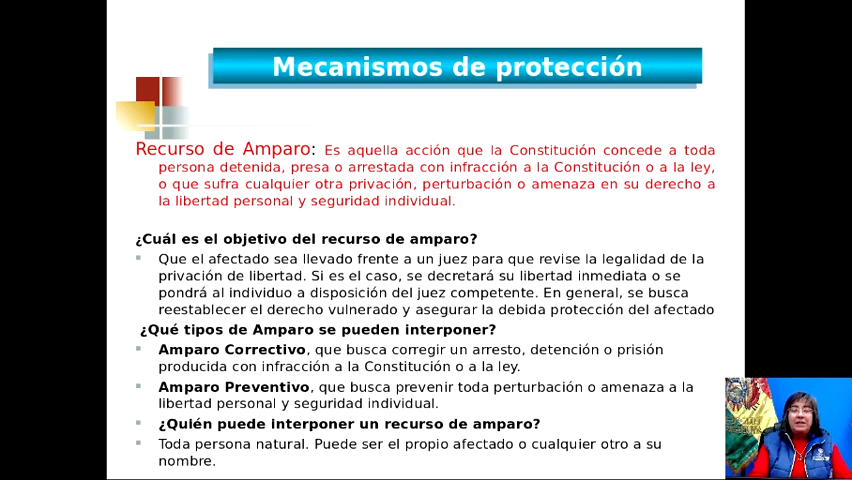 Mecanismos de protección
Recurso de Amparo: Es aquella acción que la Constitución concede a toda
persona detenida, presa o arrestada con infracción a la Constitución o a la ley,
o que sufra cualquier otra privación, perturbación o amenaza en su derecho a
la libertad personal y seguridad individual.
¿Cuál es el objetivo del recurso de amparo?
Que el afectado sea llevado frente a un juez para que revise la legalidad de la
privación de libertad. Si es el caso, se decretará su libertad inmediata o se
pondrá al individuo a disposición del juez competente. En general, se busca
reestablecer el derecho vulnerado y asegurar la debida protección del afectado
¿Qué tipos de Amparo se pueden interponer?
Amparo Correctivo, que busca corregir un arresto, detención o prisión
producida con infracción a la Constitución o a la ley.
Amparo Preventivo, que busca prevenir toda perturbación o amenaza a la
libertad personal y seguridad individual.
¿Quién puede interponer un recurso de amparo?
Toda persona natural. Puede ser el propio afectado o cualquier otro a su
nombre.